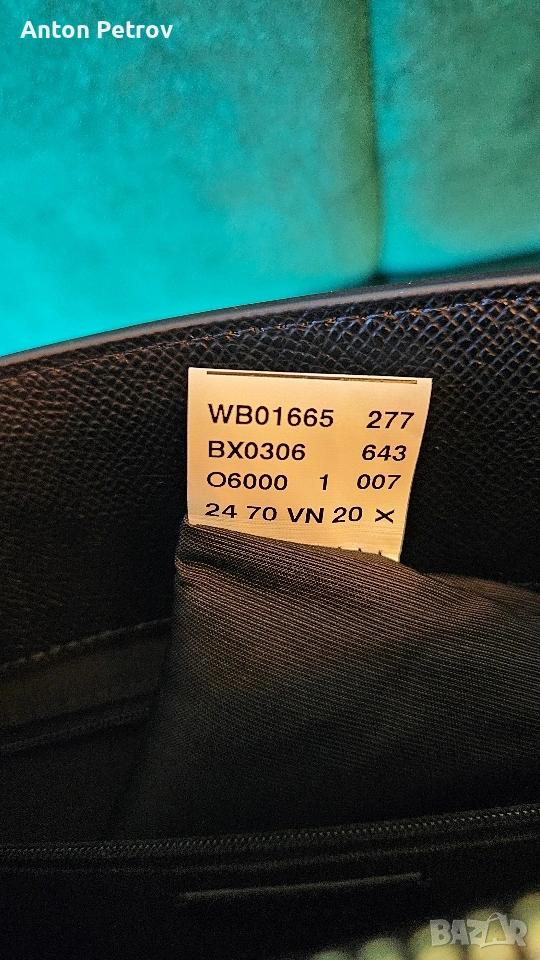 Anton Petrov
WB01665 277
BX0306 643
O6000 1 007
24 70 VN 20 X
BAZAR